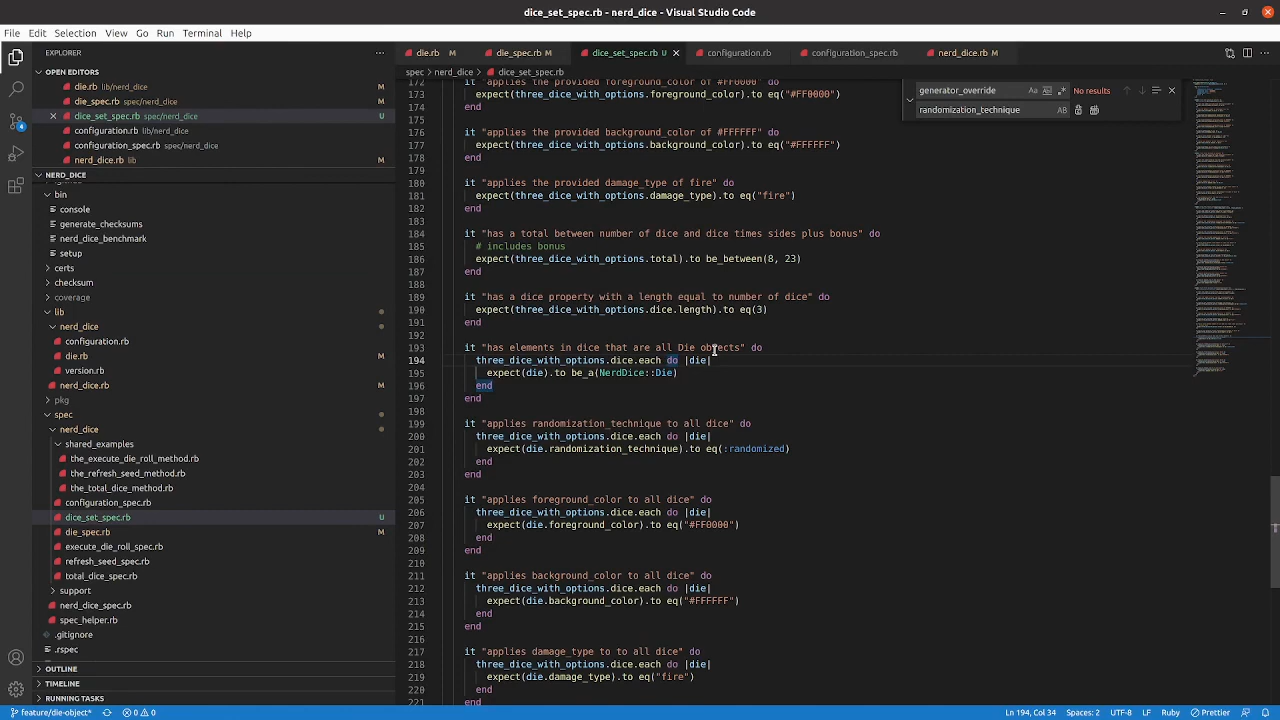 dice_set_spec.rb - nerd_dice - Visual Studio Code
File Edit Selection View Go Run Terminal Help
EXPLORER
OPEN EDITORS
die.rb lib/nerd_dice M
die_spec.rb spec/nerd_dice M
dice_set_spec.rb spec/nerd_dice U
configuration.rb lib/nerd_dice
configuration_spec.rb spec/nerd_dice
nerd_dice.rb lib M
4
NERD_DICE
bin
console
generate_checksums
nerd_dice_benchmark
setup
certs
checksum
coverage
lib
nerd_dice
configuration.rb
die.rb M
version.rb
nerd_dice.rb M
pkg
spec
nerd_dice
shared_examples
the_execute_die_roll_method.rb
the_refresh_seed_method.rb
the_total_dice_method.rb
configuration_spec.rb
dice_set_spec.rb U
die_spec.rb M
execute_die_roll_spec.rb
refresh_seed_spec.rb
total_dice_spec.rb
support
nerd_dice_spec.rb
spec_helper.rb
.gitignore
.rspec
OUTLINE
TIMELINE
RUNNING TASKS
die.rb M die_spec.rb M dice_set_spec.rb U configuration.rb configuration_spec.rb nerd_dice.rb M
spec > nerd_dice > dice_set_spec.rb
generator_override No results
randomization_technique AB
172 it "applies the provided foreground_color of #FF0000" do
173 expect(three_dice_with_options.foreground_color).to eq("#FF0000")
174 end
175
176 it "applies the provided background_color of #FFFFFF" do
177 expect(three_dice_with_options.background_color).to eq("#FFFFFF")
178 end
179
180 it "applies the provided damage_type of fire" do
181 expect(three_dice_with_options.damage_type).to eq("fire")
182 end
183
184 it "has total between number of dice and dice times sides plus bonus" do
185 # includes bonus
186 expect(three_dice_with_options.total).to be_between(
187 end
188
189 it "has dice property with a length equal to number_of_dice" do
190 expect(three_dice_with_options.dice.length).to eq(3)
191 end
192
193 it "has elements in dice that are all Die objects" do
194 three_dice_with_options.dice.each do |die|
195 expect(die).to be_a(NerdDice::Die)
196 end
197 end
198
199 it "applies randomization_technique to all dice" do
200 three_dice_with_options.dice.each do |die|
201 expect(die.randomization_technique).to eq(:randomized)
202 end
203 end
204
205 it "applies foreground_color to all dice" do
206 three_dice_with_options.dice.each do |die|
207 expect(die.foreground_color).to eq("#FF0000")
208 end
209 end
210
211 it "applies background_color to all dice" do
212 three_dice_with_options.dice.each do |die|
213 expect(die.background_color).to eq("#FFFFFF")
214 end
215 end
216
217 it "applies damage_type to to all dice" do
218 three_dice_with_options.dice.each do |die|
219 expect(die.damage_type).to eq("fire")
220 end
221 end
feature/die-object* 0 0 Ln 194, Col 34 Spaces: 2 UTF-8 LF Ruby Prettier